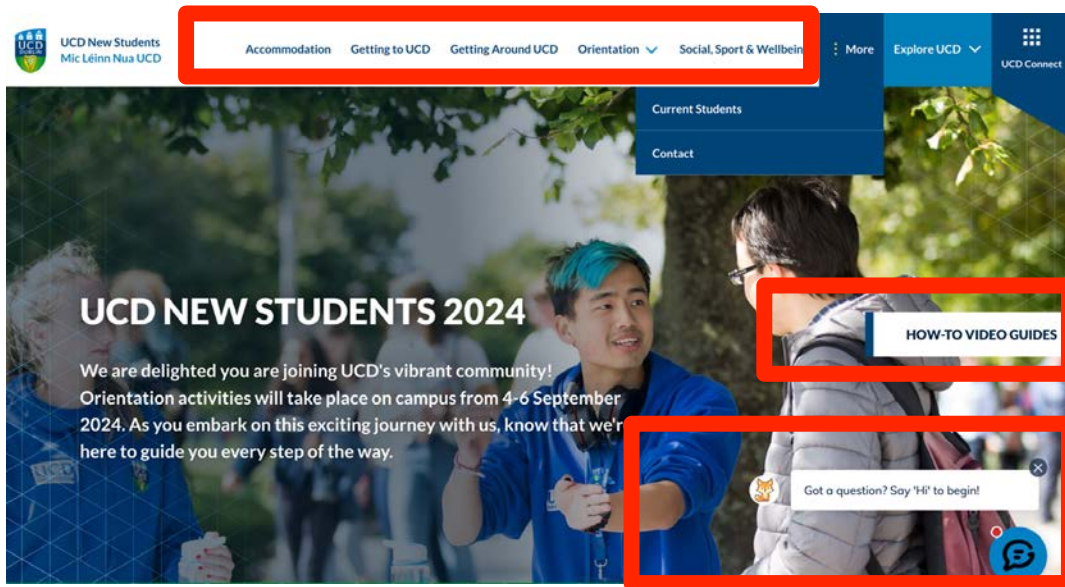 UCD
DUBLIN
UCD New Students
Mic Léinn Nua UCD
Accommodation
Getting to UCD
Getting Around UCD
Orientation
Social, Sport & Wellbein
More
Explore UCD
UCD Connect
Current Students
Contact
UCD NEW STUDENTS 2024
We are delighted you are joining UCD's vibrant community!
Orientation activities will take place on campus from 4-6 September
2024. As you embark on this exciting journey with us, know that we'r
here to guide you every step of the way.
HOW-TO VIDEO GUIDES
Got a question? Say 'Hi' to begin!
UCD